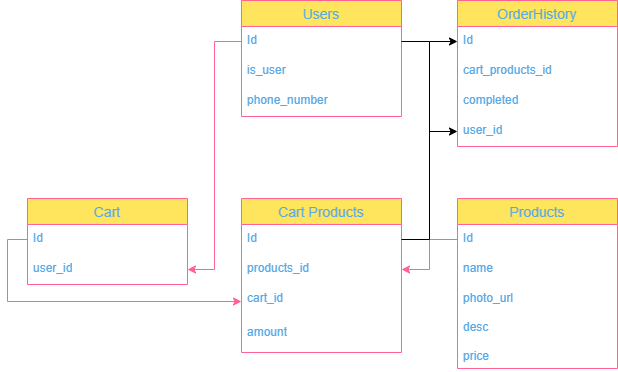 Users
Id
is_user
phone_number
OrderHistory
Id
cart_products_id
completed
user_id
Cart
Id
user_id
Cart Products
Id
products_id
cart_id
amount
Products
Id
name
photo_url
desc
price